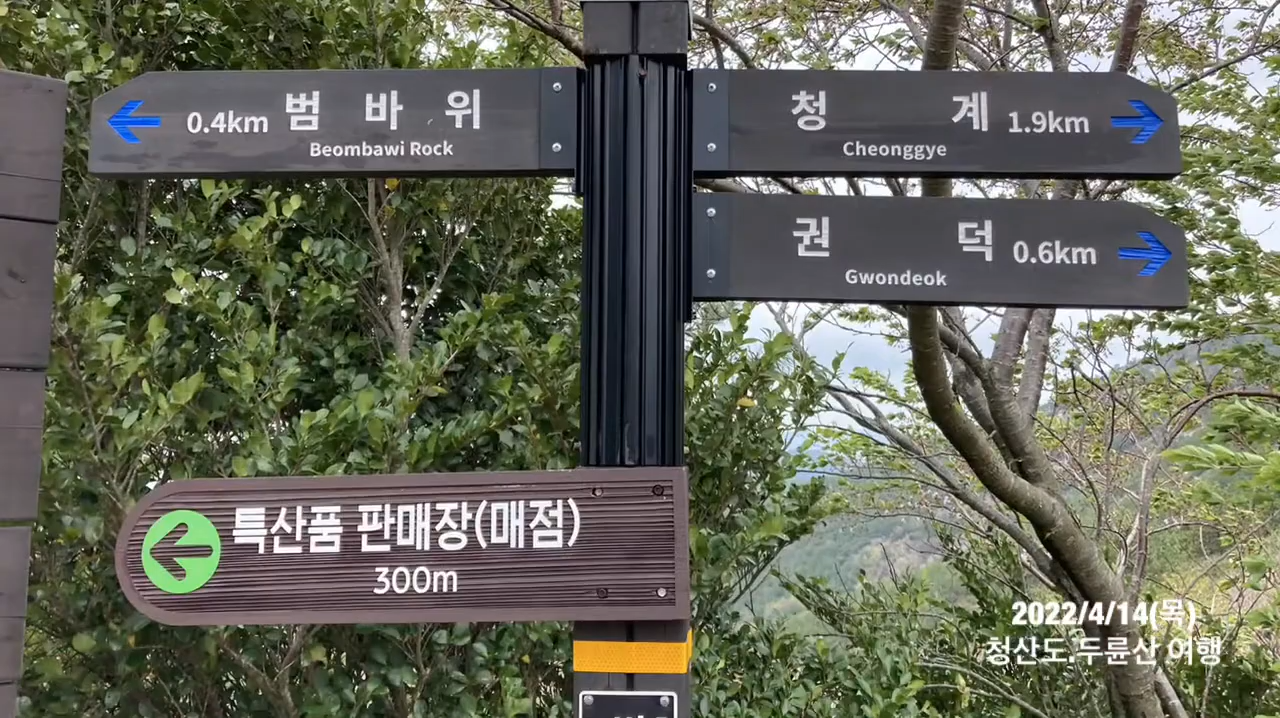 0.4km 범 바 위
Beombawi Rock
청 계 1.9km
Cheonggye
권 덕 0.6km
Gwondeok
특산품 판매장(매점)
300m
2022/4/14(목)
청산도.두륜산 여행